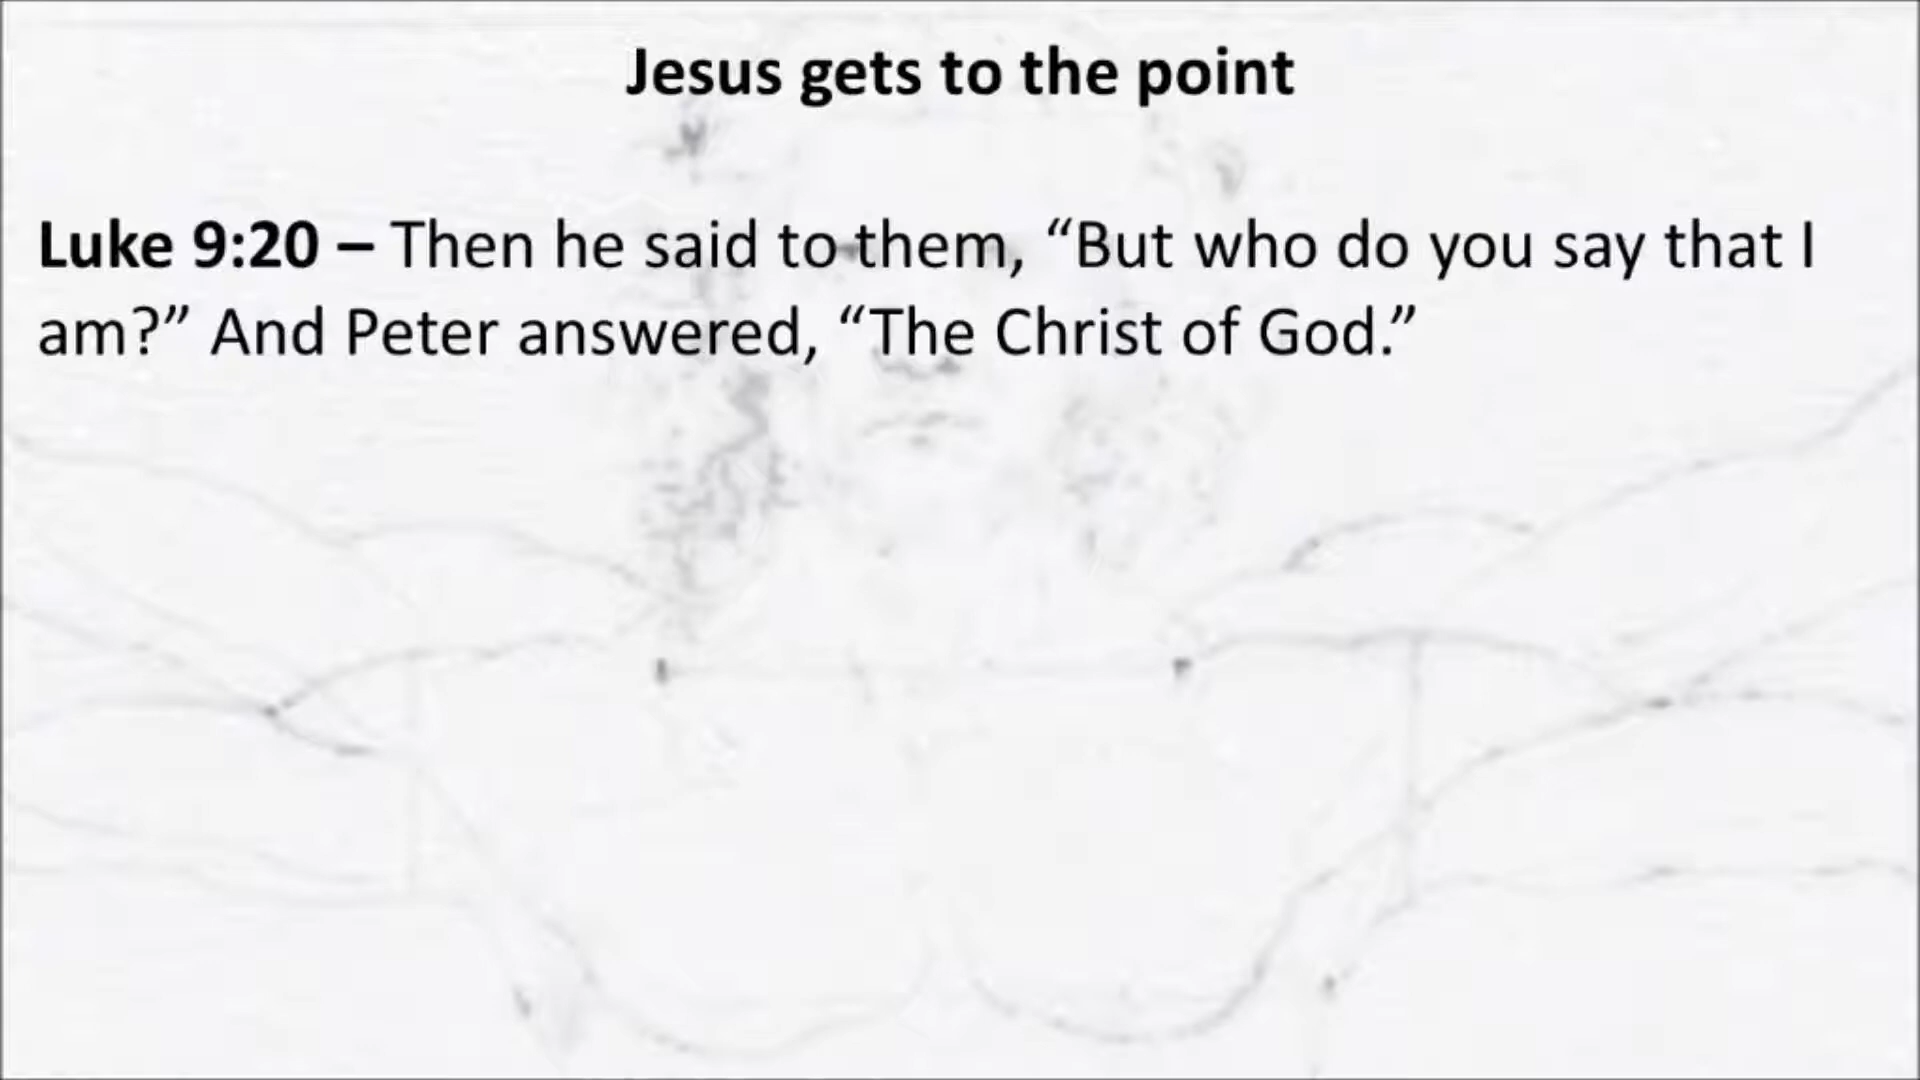 Jesus gets to the point
Luke 9:20 – Then he said to them, “But who do you say that I
am?” And Peter answered, “The Christ of God.”